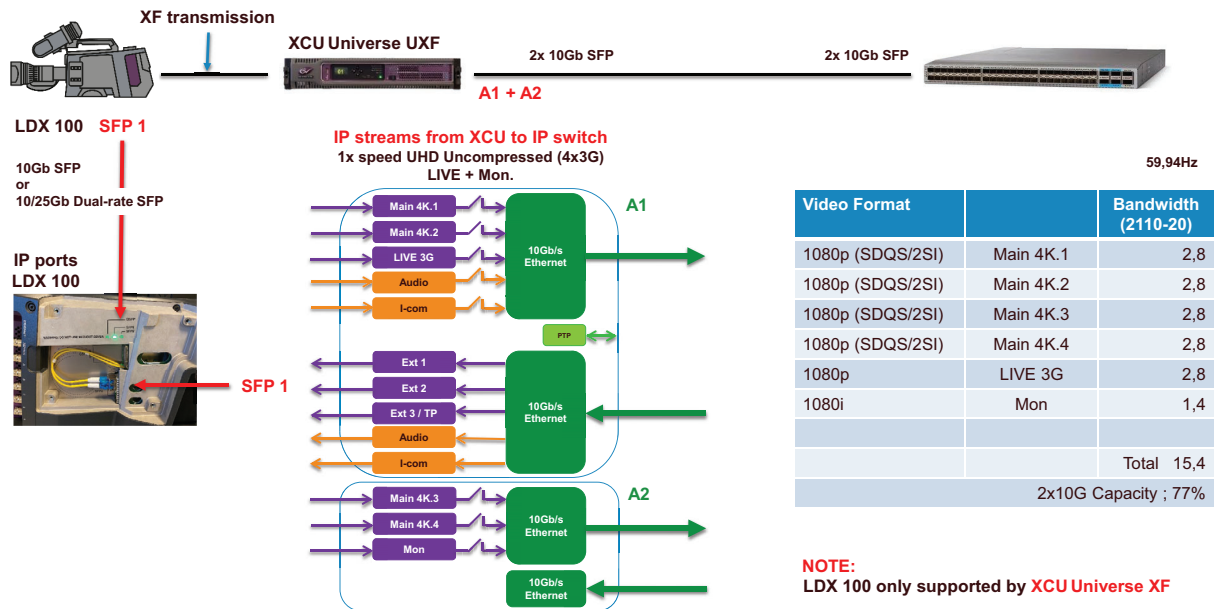 XF transmission
XCU Universe UXF
2x 10Gb SFP
2x 10Gb SFP
A1 + A2
LDX 100 SFP 1
10Gb SFP
or
10/25Gb Dual-rate SFP
IP ports
LDX 100
SFP 1
IP streams from XCU to IP switch
1x speed UHD Uncompressed (4x3G)
LIVE + Mon.
A1
Main 4K.1
Main 4K.2
LIVE 3G
Audio
I-com
10Gb/s
Ethernet
PTP
Ext 1
Ext 2
Ext 3 / TP
Audio
I-com
10Gb/s
Ethernet
A2
Main 4K.3
Main 4K.4
Mon
10Gb/s
Ethernet
10Gb/s
Ethernet
59,94Hz
Video Format Bandwidth
(2110-20)
1080p (SDQS/2SI) Main 4K.1 2,8
1080p (SDQS/2SI) Main 4K.2 2,8
1080p (SDQS/2SI) Main 4K.3 2,8
1080p (SDQS/2SI) Main 4K.4 2,8
1080p LIVE 3G 2,8
1080i Mon 1,4
Total 15,4
2x10G Capacity ; 77%
NOTE:
LDX 100 only supported by XCU Universe XF